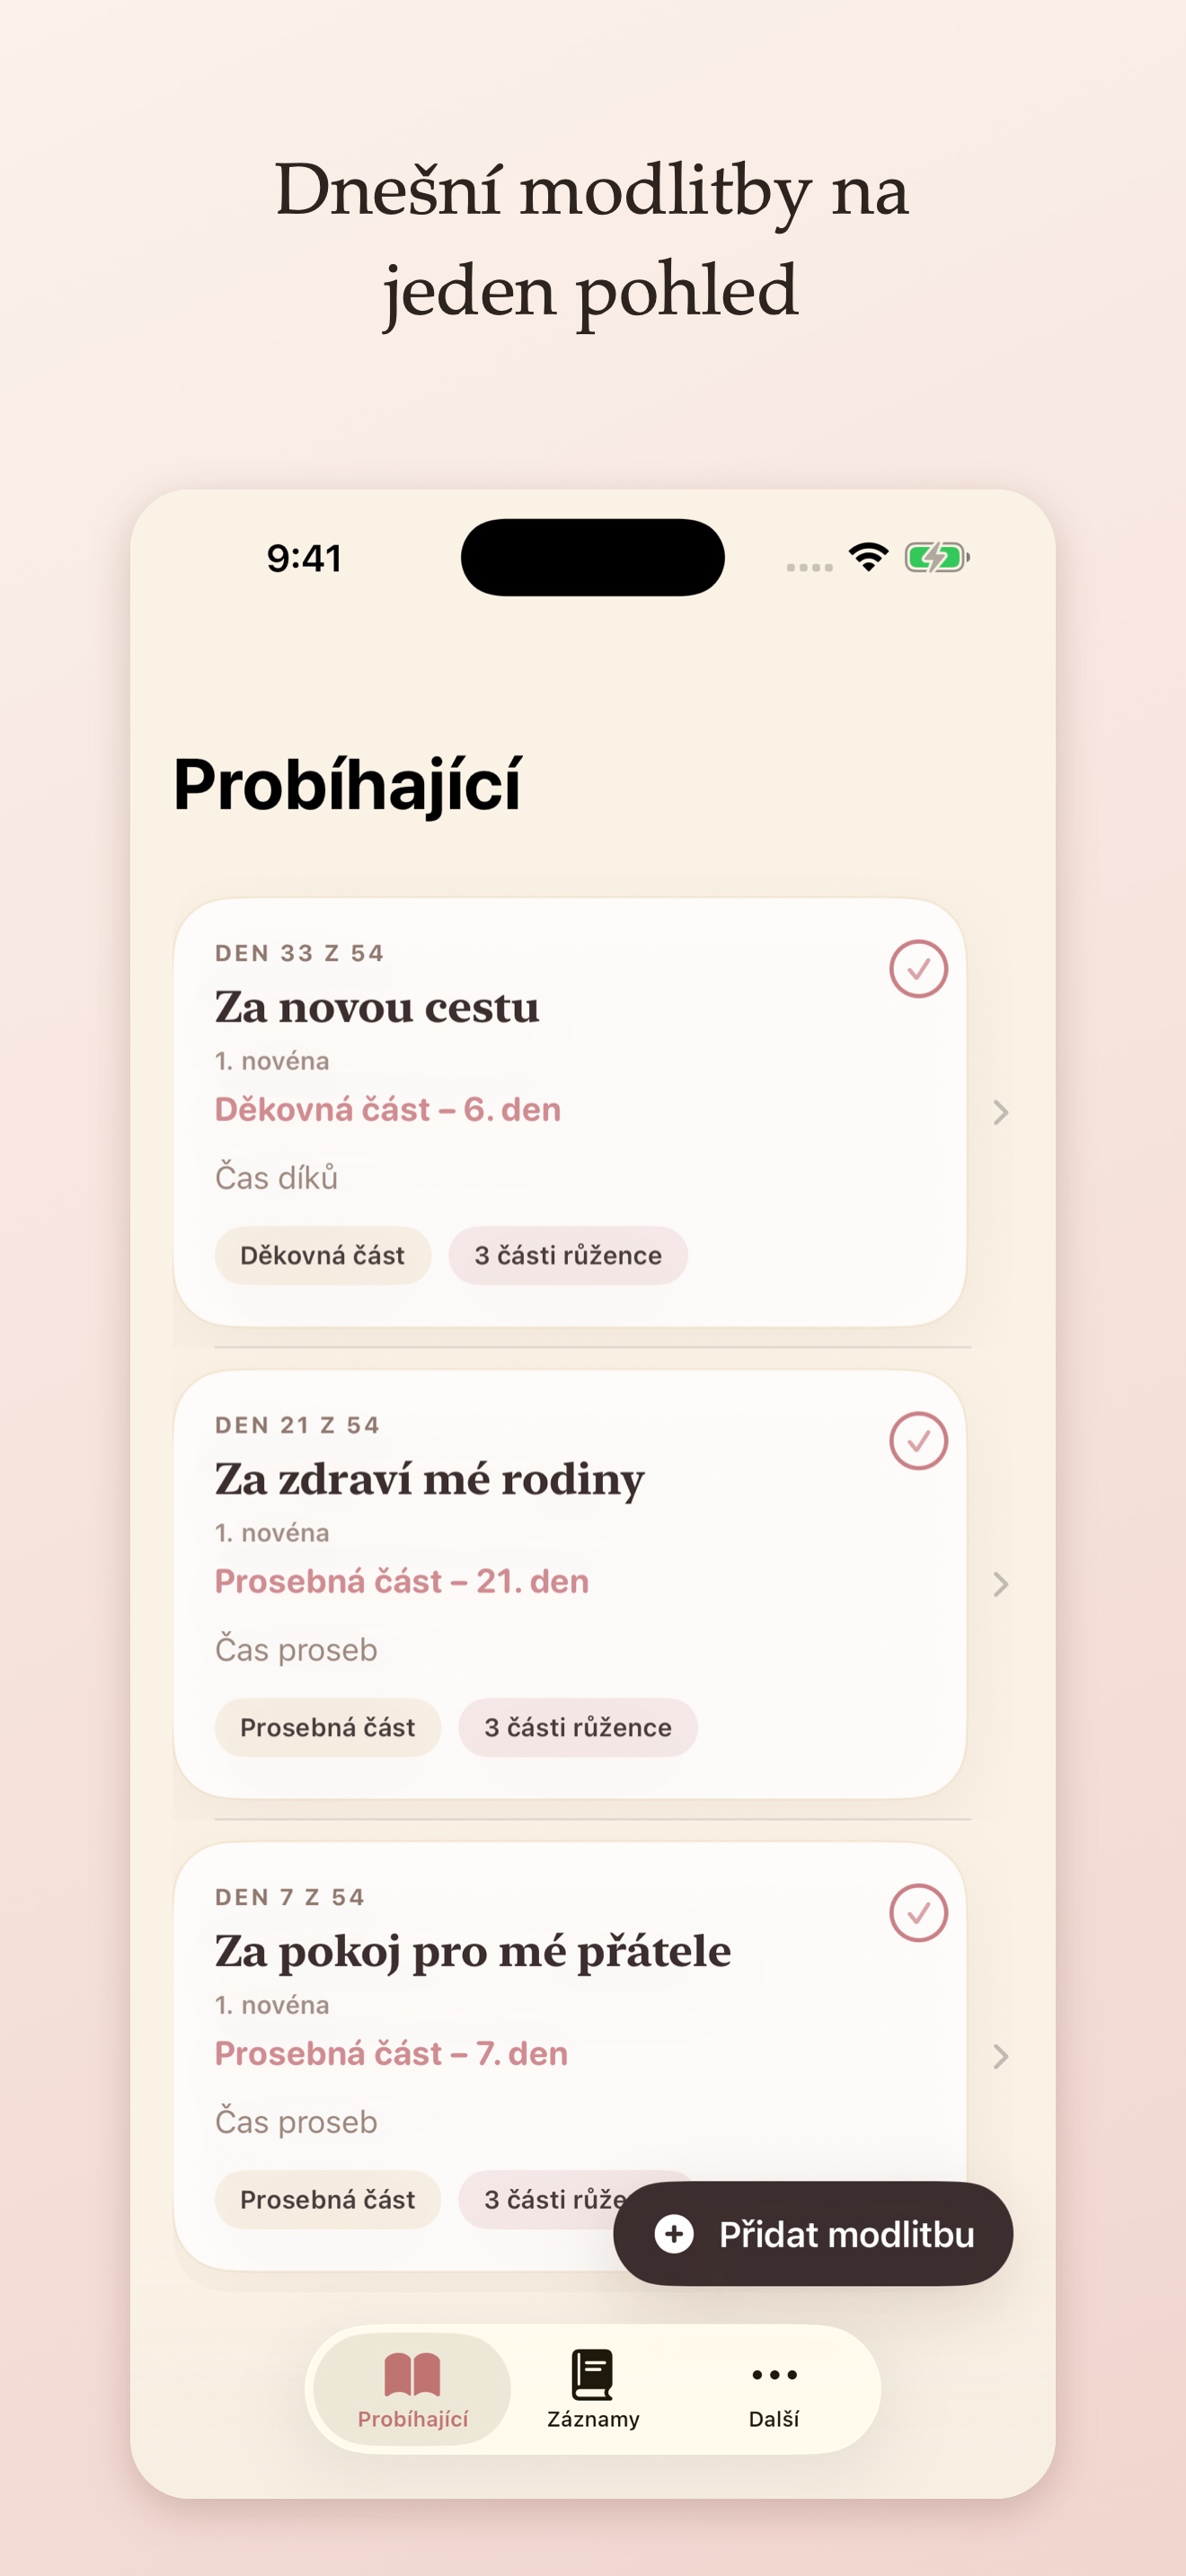 Dnešní modlitby na
jeden pohled
9:41
Probíhající
DEN 33 Z 54
Za novou cestu
1. novéna
Děkovná část – 6. den
Čas díků
Děkovná část
3 části růžence
DEN 21 Z 54
Za zdraví mé rodiny
1. novéna
Prosebná část – 21. den
Čas proseb
Prosebná část
3 části růžence
DEN 7 Z 54
Za pokoj pro mé přátele
1. novéna
Prosebná část – 7. den
Čas proseb
Prosebná část
3 části růže
Přidat modlitbu
Probíhající
Záznamy
Další